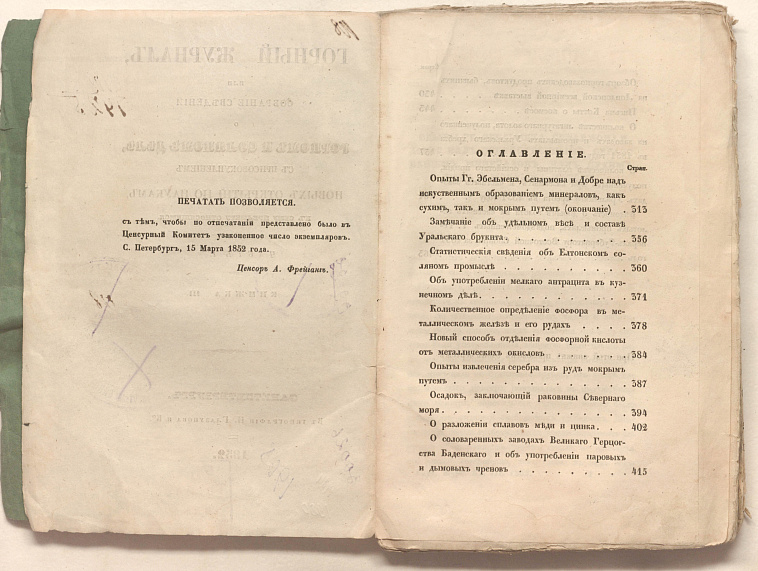 ПЕЧАТАТЬ ПОЗВОЛЯЕТСЯ.
съ тѣмъ, чтобы по отпечатаніи представлено было въ
Ценсурный Комитетъ узаконенное число экземпляровъ.
С. Петербургъ, 15 Марта 1852 года.
Ценсоръ А. Фрейгангъ.
ОГЛАВЛЕНІЕ.
Стран.
Опыты Гг. Эбельмена, Сенармона и Добре надъ
искуственнымъ образованіемъ минераловъ, какъ
сухимъ, такъ и мокрымъ путемъ (окончаніе) . 313
Замѣчаніе объ удѣльномъ вѣсѣ и составѣ
Уральскаго брукита. . . . . . . . . 356
Статистическія свѣденія объ Елтонскомъ со-
ляномъ промыслѣ . . . . . . . . . 360
Объ употребленіи мелкаго антрацита въ куз-
нечномъ дѣлѣ. . . . . . . . . . . 371
Количественное опредѣленіе фосфора въ ме-
таллическомъ желѣзѣ и его рудахъ . . . . 378
Новый способъ отдѣленія фосфорной кислоты
отъ металлическихъ окисловъ . . . . . . 384
Опыты извлеченія серебра изъ рудъ мокрымъ
путемъ . . . . . . . . . . . . . 387
Осадокъ, заключающій раковины Сѣвернаго
моря . . . . . . . . . . . . . . 394
О разложеніи сплавовъ мѣди и цинка . . . 402
О соловаренныхъ заводахъ Великаго Герцог-
ства Баденскаго и объ употребленіи паровыхъ
и дымовыхъ чреновъ . . . . . . . . 415